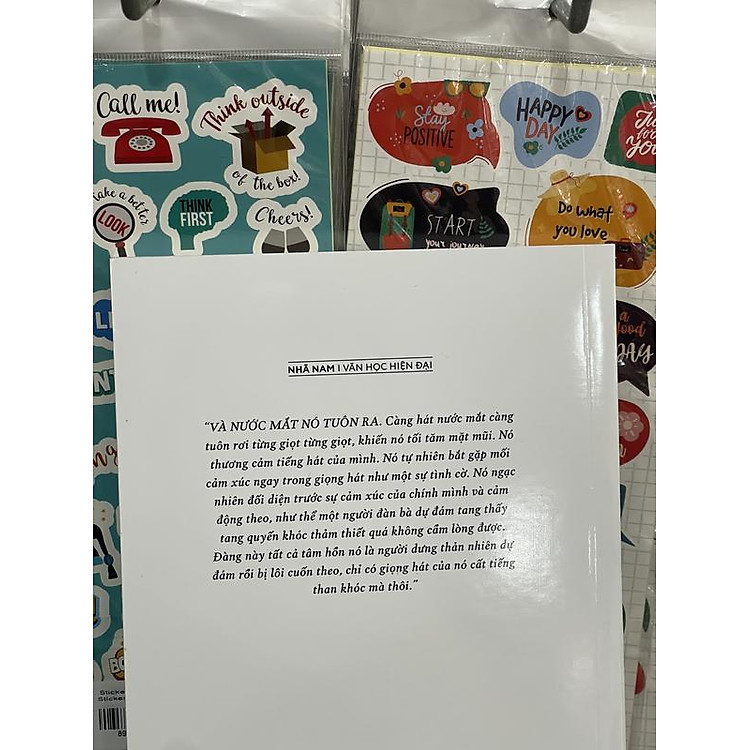 Call me!
Think outside
of the box!
Take a better
LOOK
THINK
FIRST
Cheers!
Stay
POSITIVE
HAPPY
DAY
for
START
your journey
Do what
you love
a
DAY
NHÃ NAM I VĂN HỌC HIỆN ĐẠI
"VÀ NƯỚC MẮT NÓ TUÔN RA. Càng hát nước mắt càng
tuôn rơi từng giọt từng giọt, khiến nó tối tăm mặt mũi. Nó
thương cảm tiếng hát của mình. Nó tự nhiên bắt gặp mối
cảm xúc ngay trong giọng hát như một sự tình cờ. Nó ngạc
nhiên đối diện trước sự cảm xúc của chính mình và cảm
động theo, như thể một người đàn bà dự đám tang thấy
tang quyến khóc thảm thiết quá không cầm lòng được.
Đàng này tất cả tâm hồn nó là người dưng thản nhiên dự
đám rồi bị lôi cuốn theo, chỉ có giọng hát của nó cất tiếng
than khóc mà thôi."